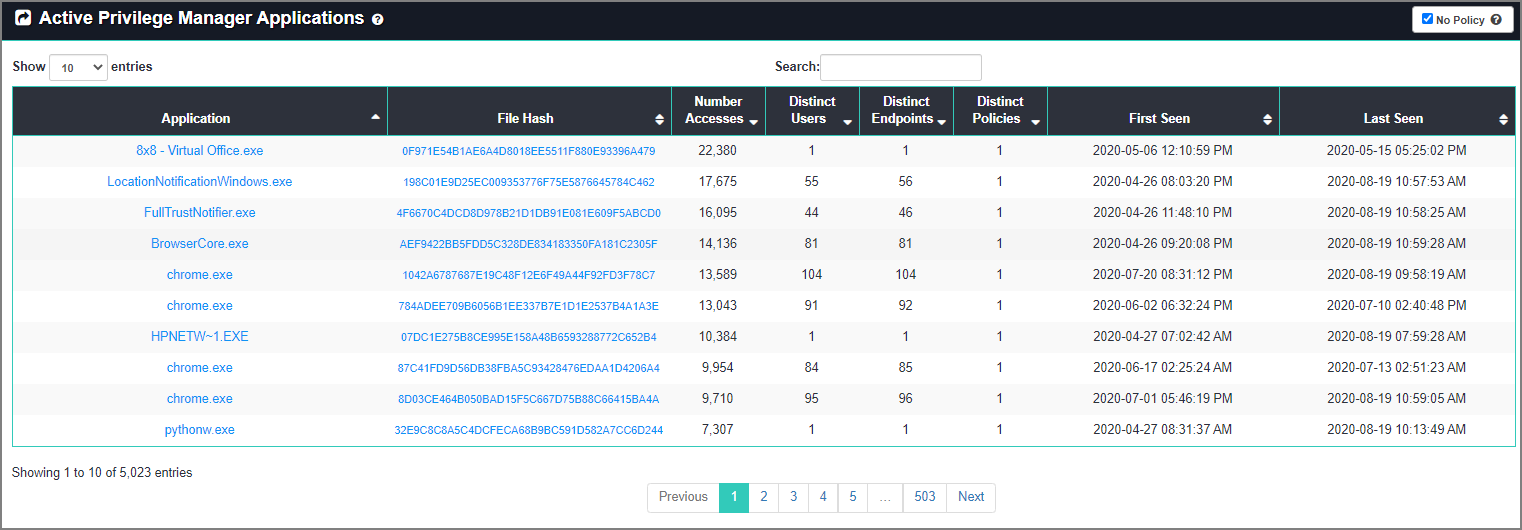 Active Privilege Manager Applications
No Policy
Show 10 entries Search:
Application File Hash Number Accesses Distinct Users Distinct Endpoints Distinct Policies First Seen Last Seen
8x8 - Virtual Office.exe 0F971E54B1AE6A4D8018EE5511F880E93396A479 22,380 1 1 1 2020-05-06 12:10:59 PM 2020-05-15 05:25:02 PM
LocationNotificationWindows.exe 198C01E9D25EC009353776F75E5876645784C462 17,675 55 56 1 2020-04-26 08:03:20 PM 2020-08-19 10:57:53 AM
FullTrustNotifier.exe 4F6670C4DCD8D978B21D1DB91E081E609F5ABCD0 16,095 44 46 1 2020-04-26 11:48:10 PM 2020-08-19 10:58:25 AM
BrowserCore.exe AEF9422BB5FDD5C328DE834183350FA181C2305F 14,136 81 81 1 2020-04-26 09:20:08 PM 2020-08-19 10:59:28 AM
chrome.exe 1042A6787687E19C48F12E6F49A44F92FD3F78C7 13,589 104 104 1 2020-07-20 08:31:12 PM 2020-08-19 09:58:19 AM
chrome.exe 784ADEE709B6056B1EE337B7E1D1E2537B4A1A3E 13,043 91 92 1 2020-06-02 06:32:24 PM 2020-07-10 02:40:48 PM
HPNETW~1.EXE 07DC1E275B8CE995E158A48B6593288772C652B4 10,384 1 1 1 2020-04-27 07:02:42 AM 2020-08-19 07:59:28 AM
chrome.exe 87C41FD9D56DB38FBA5C93428476EDAA1D4206A4 9,954 84 85 1 2020-06-17 02:25:24 AM 2020-07-13 02:51:23 AM
chrome.exe 8D03CE464B050BAD15F5C667D75B88C66415BA4A 9,710 95 96 1 2020-07-01 05:46:19 PM 2020-08-19 10:59:05 AM
pythonw.exe 32E9C8C8A5C4DCFECA68B9BC591D582A7CC6D244 7,307 1 1 1 2020-04-27 08:31:37 AM 2020-08-19 10:13:49 AM
Showing 1 to 10 of 5,023 entries
Previous 1 2 3 4 5 … 503 Next